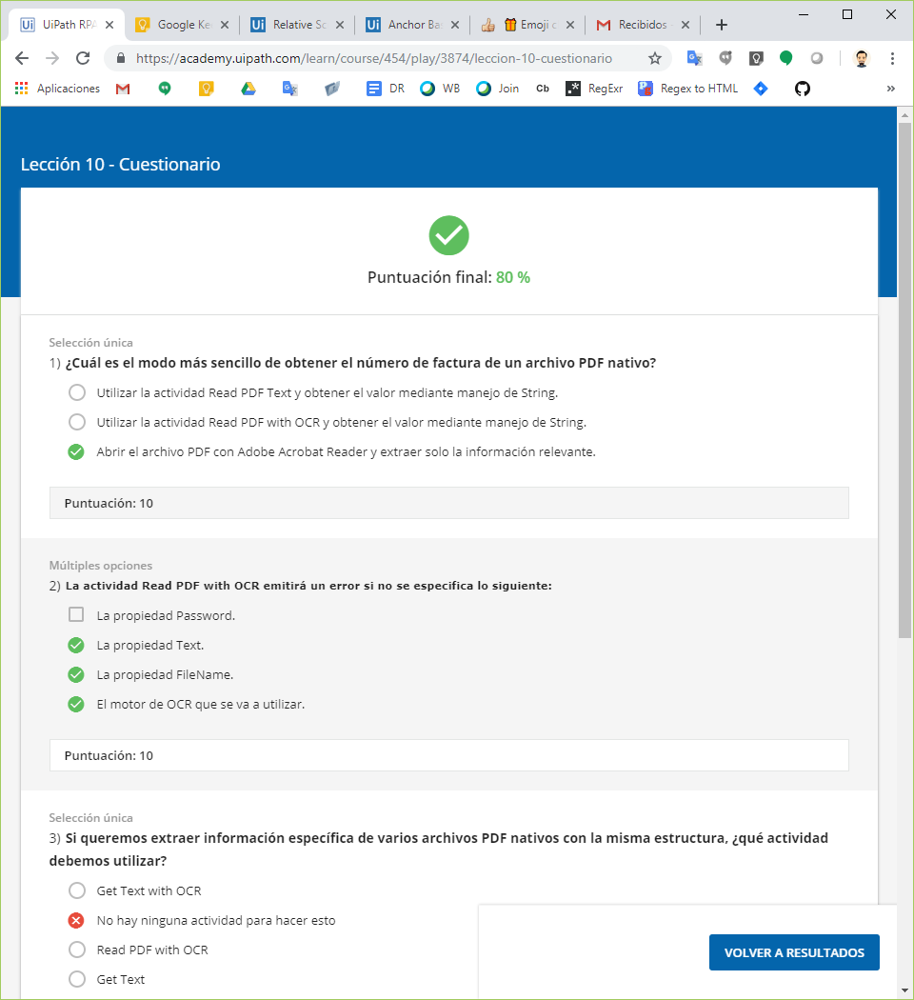 UiPath RPA
Google Ke
Relative Sc
Anchor Ba
Emoji c
Recibidos
https://academy.uipath.com/learn/course/454/play/3874/leccion-10-cuestionario
Aplicaciones
DR
WB
Join
Cb
RegExr
Regex to HTML
»
Lección 10 - Cuestionario
Puntuación final: 80 %
Selección única
1) ¿Cuál es el modo más sencillo de obtener el número de factura de un archivo PDF nativo?
Utilizar la actividad Read PDF Text y obtener el valor mediante manejo de String.
Utilizar la actividad Read PDF with OCR y obtener el valor mediante manejo de String.
Abrir el archivo PDF con Adobe Acrobat Reader y extraer solo la información relevante.
Puntuación: 10
Múltiples opciones
2) La actividad Read PDF with OCR emitirá un error si no se especifica lo siguiente:
La propiedad Password.
La propiedad Text.
La propiedad FileName.
El motor de OCR que se va a utilizar.
Puntuación: 10
Selección única
3) Si queremos extraer información específica de varios archivos PDF nativos con la misma estructura, ¿qué actividad
debemos utilizar?
Get Text with OCR
No hay ninguna actividad para hacer esto
Read PDF with OCR
Get Text
VOLVER A RESULTADOS